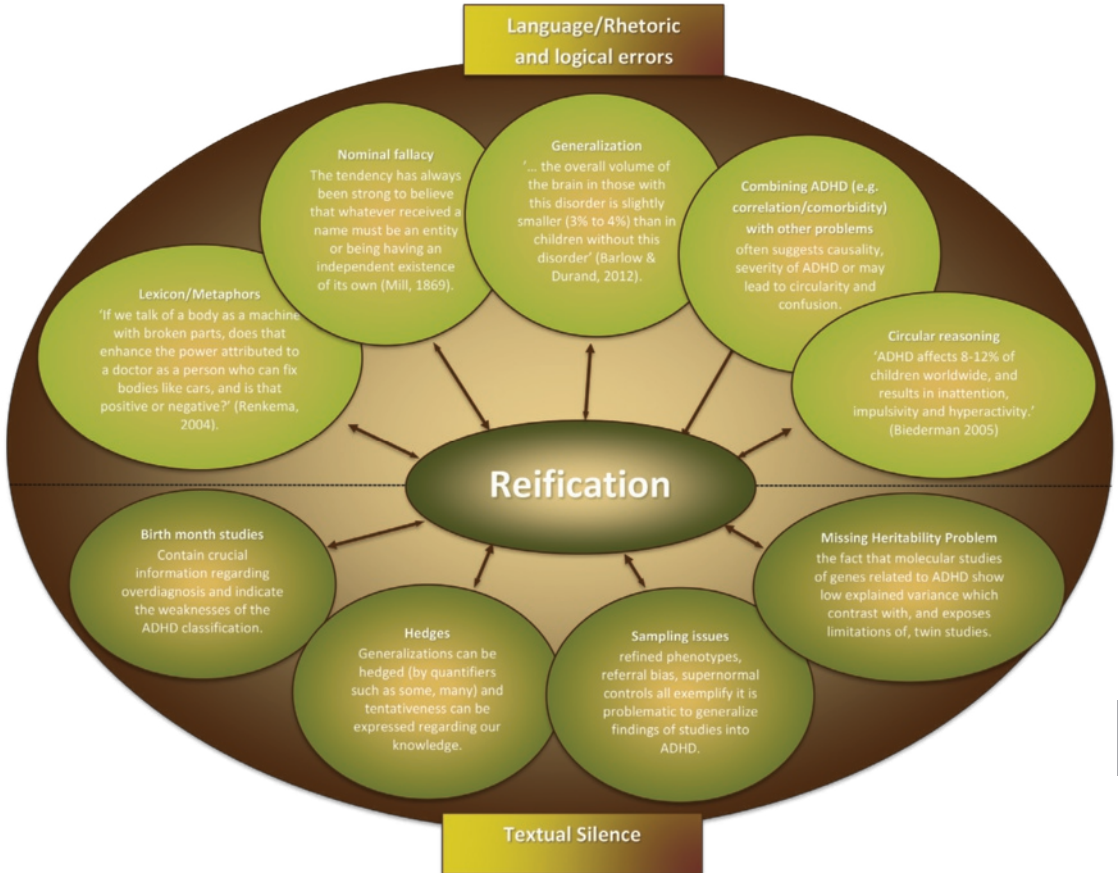 Language/Rhetoric
and logical errors
Nominal fallacy
The tendency has always
been strong to believe
that whatever received a
name must be an entity
or being having an
independent existence
of its own (Mill, 1869).
Generalization
'... the overall volume of
the brain in those with
this disorder is slightly
smaller (3% to 4%) than in
children without this
disorder' (Barlow &
Durand, 2012).
Combining ADHD (e.g.
correlation/comorbidity)
with other problems
often suggests causality,
severity of ADHD or may
lead to circularity and
confusion.
Lexicon/Metaphors
'If we talk of a body as a machine
with broken parts, does that
enhance the power attributed to
a doctor as a person who can fix
bodies like cars, and is that
positive or negative?' (Renkema,
2004).
Circular reasoning
'ADHD affects 8-12% of
children worldwide, and
results in inattention,
impulsivity and hyperactivity.'
(Biederman 2005)
Reification
Birth month studies
Contain crucial
information regarding
overdiagnosis and indicate
the weaknesses of the
ADHD classification.
Hedges
Generalizations can be
hedged (by quantifiers
such as some, many) and
tentativeness can be
expressed regarding our
knowledge.
Sampling issues
refined phenotypes,
referral bias, supernormal
controls all exemplify it is
problematic to generalize
findings of studies into
ADHD.
Missing Heritability Problem
the fact that molecular studies
of genes related to ADHD show
low explained variance which
contrast with, and exposes
limitations of, twin studies.
Textual Silence